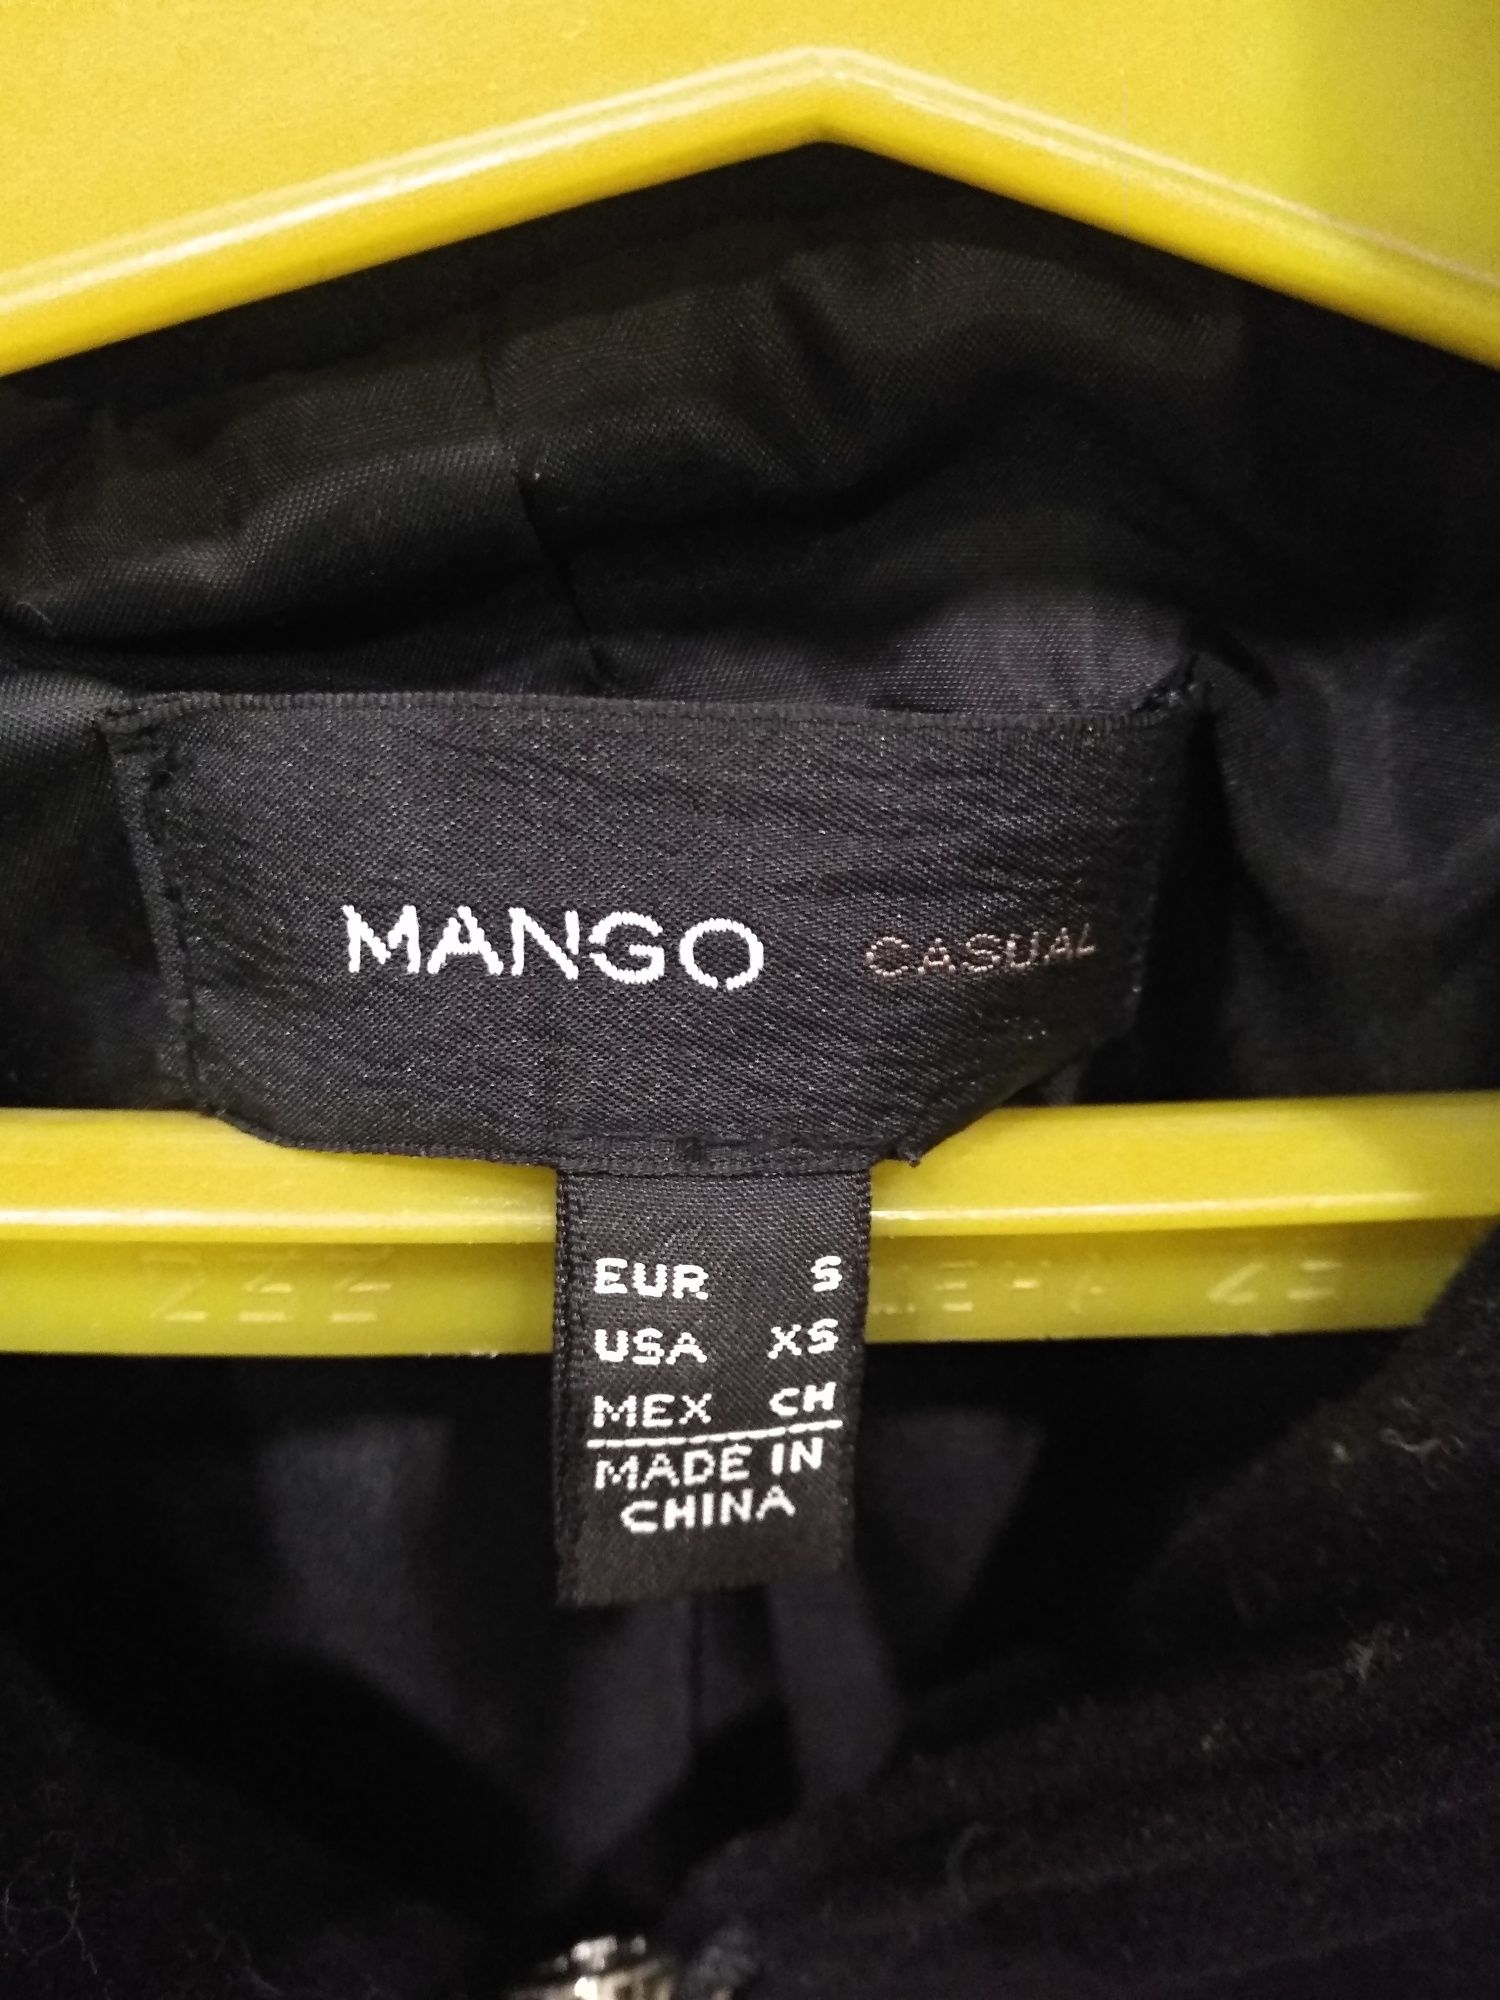 MANGO CASUAL
EUR S
USA XS
MEX CH
MADE IN
CHINA